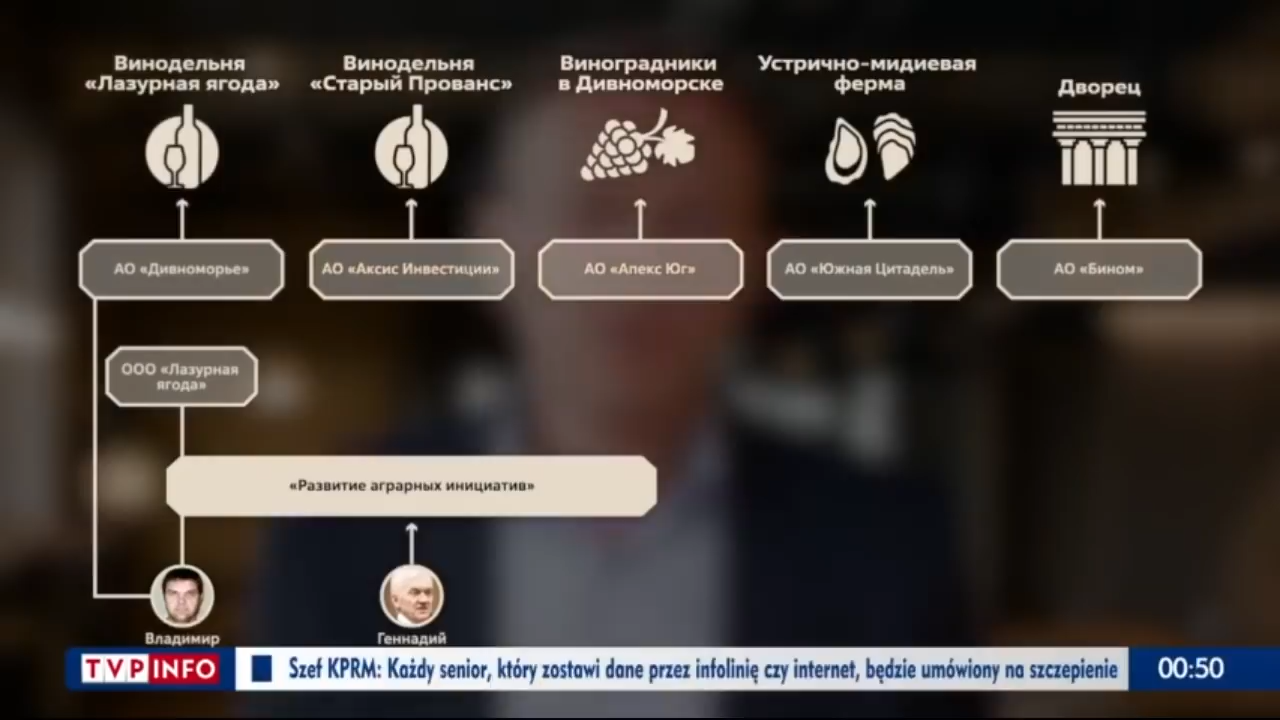 Винодельня
«Лазурная ягода»
Винодельня
«Старый Прованс»
Виноградники
в Дивноморске
Устрично-мидиевая
ферма
Дворец
АО «Дивноморье»
АО «Аксис Инвестиции»
АО «Апекс Юг»
АО «Южная Цитадель»
АО «Бином»
ООО «Лазурная
ягода»
«Развитие аграрных инициатив»
Владимир
Геннадий
TVP INFO
Szef KPRM: Każdy senior, który zostawi dane przez infolinię czy internet, będzie umówiony na szczepienie
00:50